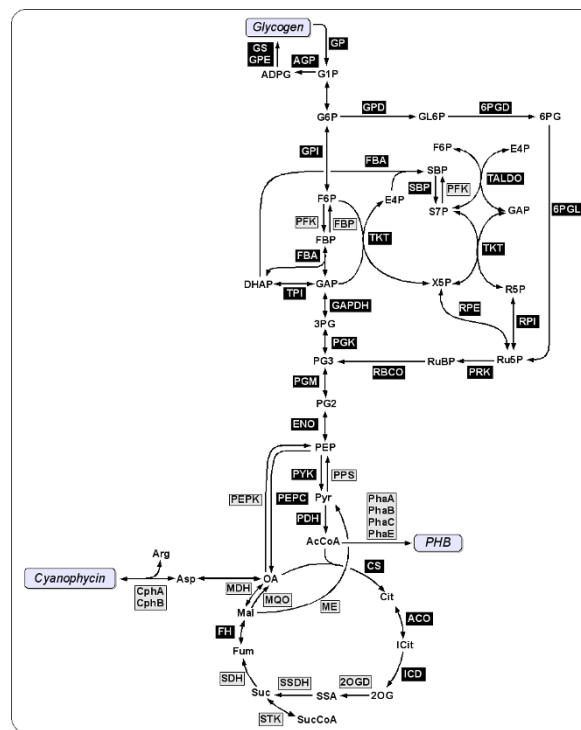 Glycogen
GP
GS
GPE
AGP
ADPG
G1P
G6P
GPD
GL6P
6PGD
6PG
GPI
FBA
F6P
E4P
SBP
TALDO
SBP
PFK
F6P
E4P
S7P
GAP
6PGL
PFK
FBP
FBP
TKT
TKT
FBA
DHAP
TPI
GAP
X5P
R5P
GAPDH
RPE
RPI
3PG
PGK
PG3
RBCO
RuBP
PRK
Ru5P
PGM
PG2
ENO
PEP
PYK
PPS
PEPK
PEPC
Pyr
PhaA
PhaB
PhaC
PhaE
PDH
AcCoA
PHB
Arg
CS
Cyanophycin
Asp
OA
CphA
CphB
MDH
MQO
ME
Cit
Mal
ACO
FH
Fum
ICit
SDH
SSDH
2OGD
ICD
Suc
SSA
2OG
STK
SucCoA